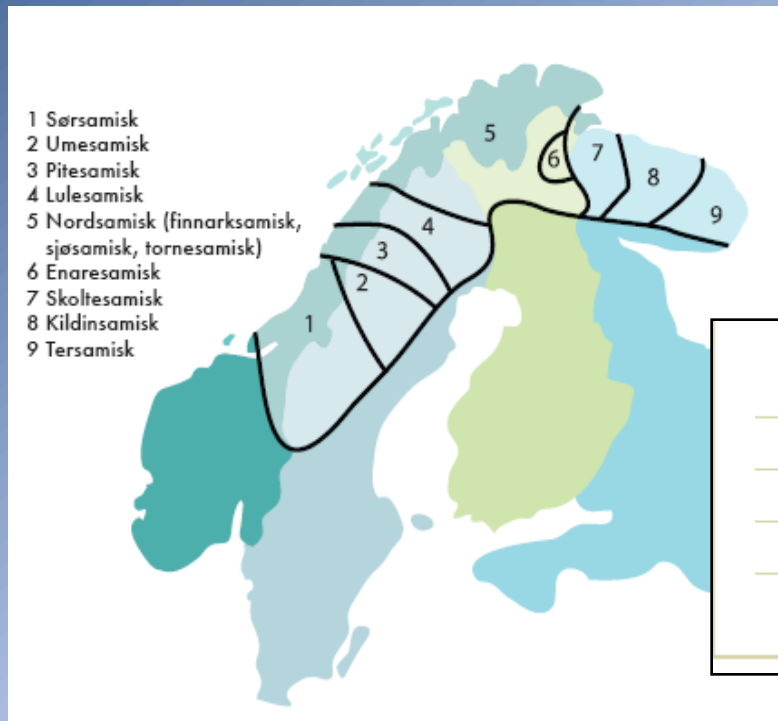 1 Sørsamisk
2 Umesamisk
3 Pitesamisk
4 Lulesamisk
5 Nordsamisk (finnarksamisk,
sjøsamisk, tornesamisk)
6 Enaresamisk
7 Skoltesamisk
8 Kildinsamisk
9 Tersamisk
5
6
7
8
9
4
3
2
1